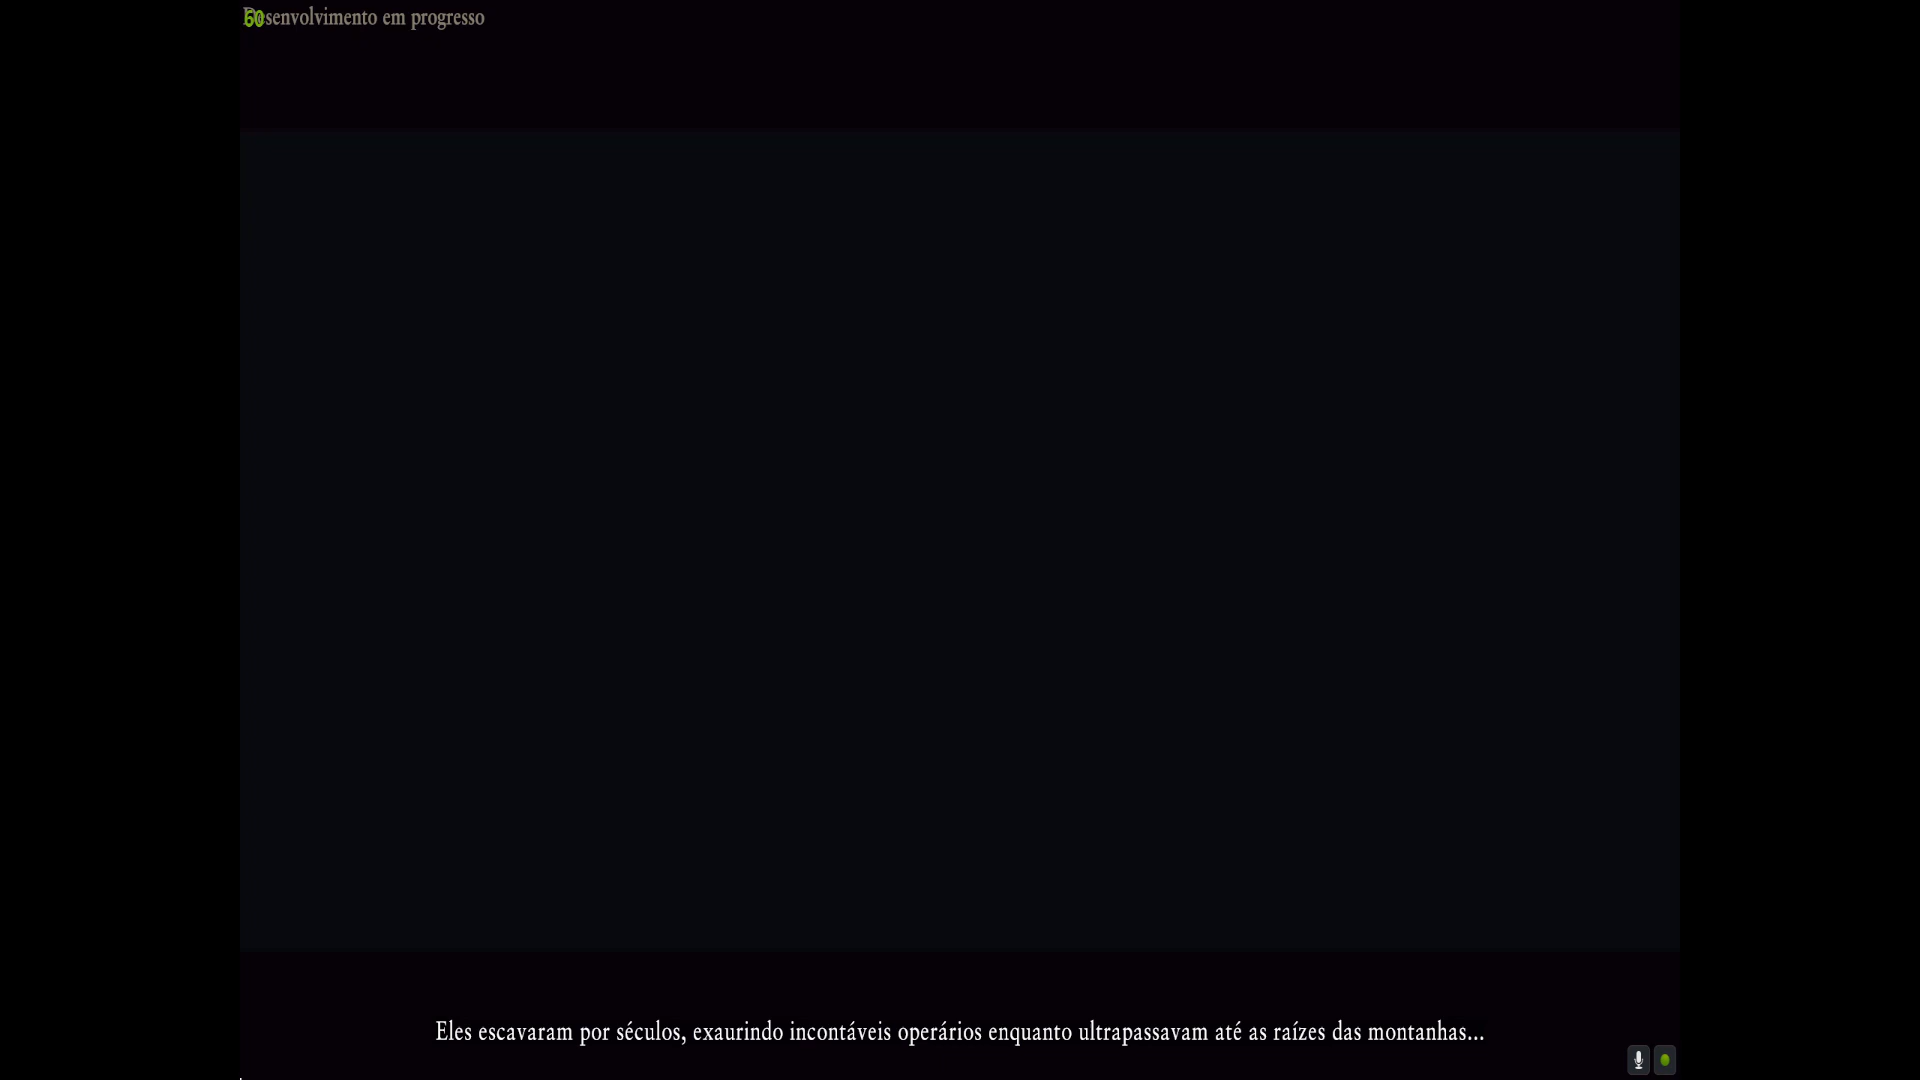 Desenvolvimento em progresso
60
Eles escavaram por séculos, exaurindo incontáveis operários enquanto ultrapassavam até as raízes das montanhas...